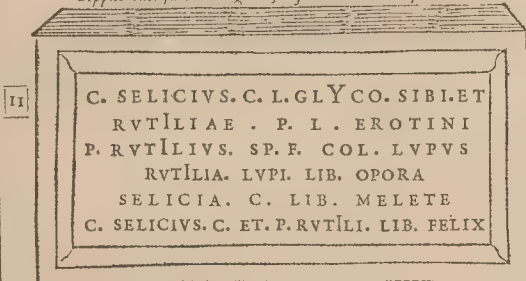 C. SELICIVS. C. L. GLYCO. SIBI. ET
RVTILIAE . P. L . EROTINI
P. RVTILIVS. SP. F. COL. LVPVS
RVTILIA. LVPI. LIB. OPORA
SELICIA. C. LIB. MELETE
C. SELICIVS. C. ET. P. RVTILI. LIB. FELIX
II